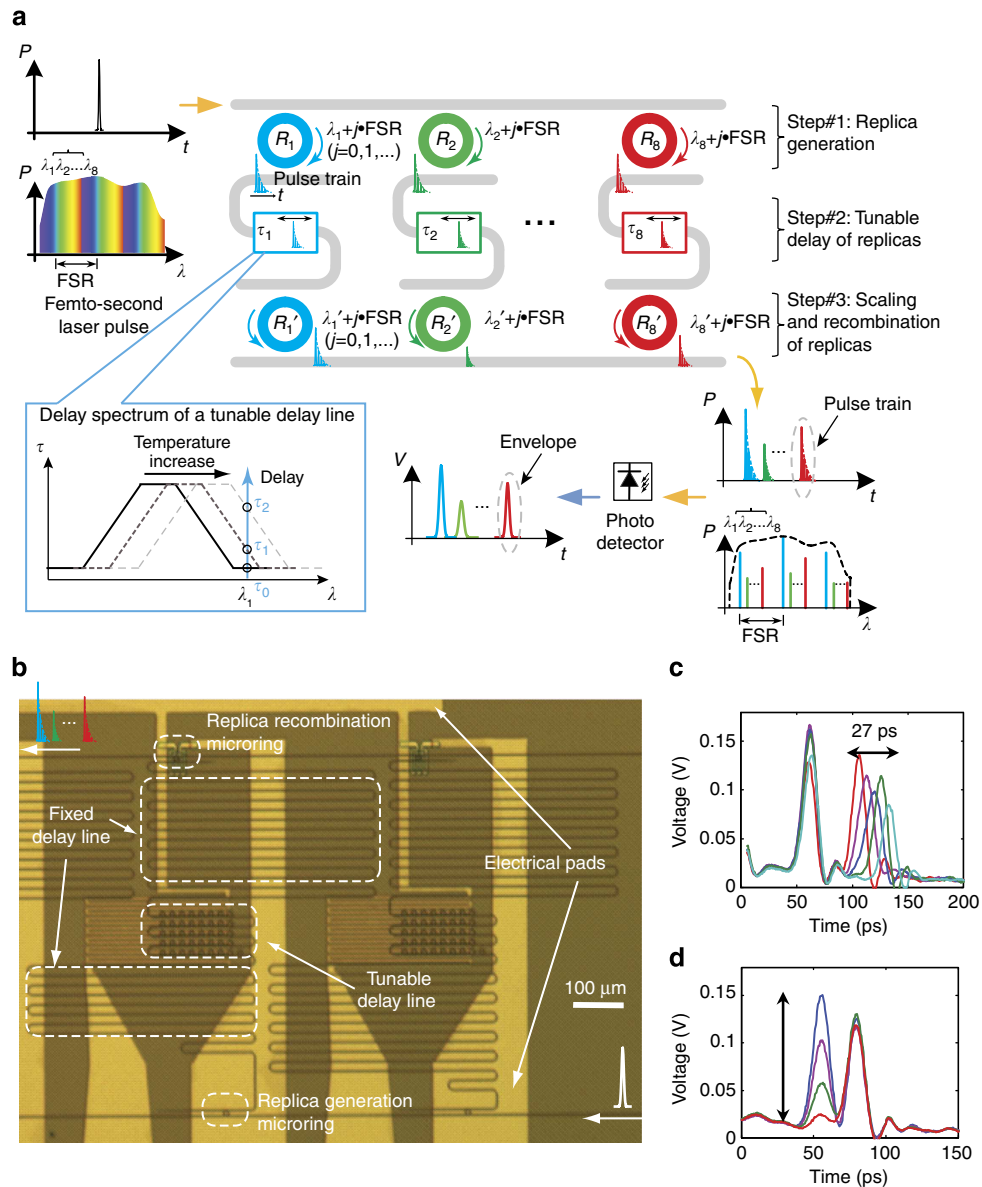 a
P
t
λ1λ2...λ8
P
λ
FSR
Femto-second
laser pulse
R1
λ1+j•FSR
(j=0,1,...)
R2
λ2+j•FSR
R8
λ8+j•FSR
Step#1: Replica
generation
Pulse train
t
τ1
τ2
...
τ8
Step#2: Tunable
delay of replicas
R1′
λ1′+j•FSR
(j=0,1,...)
R2′
λ2′+j•FSR
R8′
λ8′+j•FSR
Step#3: Scaling
and recombination
of replicas
Delay spectrum of a tunable delay line
τ
Temperature
increase
Delay
τ2
τ1
τ0
λ1
λ
V
Envelope
...
t
Photo
detector
P
Pulse train
...
t
λ1λ2...λ8
P
...
...
...
FSR
λ
b
...
Replica recombination
microring
Fixed
delay line
Electrical pads
Tunable
delay line
100 μm
Replica generation
microring
c
27 ps
Voltage (V)
0.15
0.1
0.05
0
0 50 100 150 200
Time (ps)
d
Voltage (V)
0.15
0.1
0.05
0
0 50 100 150
Time (ps)